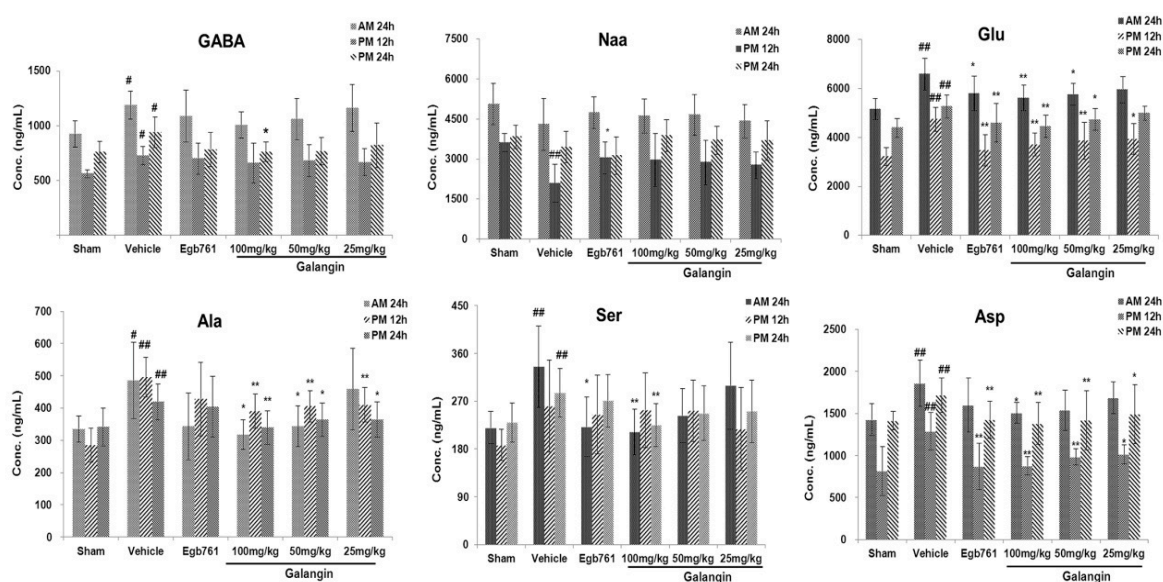 GABA
AM 24h
PM 12h
PM 24h
Conc. (ng/mL)
1500
1000
500
# # #
*
Sham Vehicle Egb761 100mg/kg 50mg/kg 25mg/kg
Galangin
Naa
AM 24h
PM 12h
PM 24h
Conc. (ng/mL)
7500
6000
4500
3000
1500
0
##
*
Sham Vehicle Egb761 100mg/kg 50mg/kg 25mg/kg
Galangin
Glu
AM 24h
PM 12h
PM 24h
Conc. (ng/mL)
8000
6000
4000
2000
0
## ## ##
* ** **
** ** **
* ** *
*
Sham Vehicle Egb761 100mg/kg 50mg/kg 25mg/kg
Galangin
Ala
AM 24h
PM 12h
PM 24h
Conc. (ng/mL)
700
600
500
400
300
200
100
0
# ## ##
* ** **
* ** *
** *
Sham Vehicle Egb761 100mg/kg 50mg/kg 25mg/kg
Galangin
Ser
AM 24h
PM 12h
PM 24h
Conc. (ng/mL)
450
360
270
180
90
0
## ##
*
** **
Sham Vehicle Egb761 100mg/kg 50mg/kg 25mg/kg
Galangin
Asp
AM 24h
PM 12h
PM 24h
Conc. (ng/mL)
2500
2000
1500
1000
500
0
## ## ##
** **
* ** **
** **
* *
Sham Vehicle Egb761 100mg/kg 50mg/kg 25mg/kg
Galangin